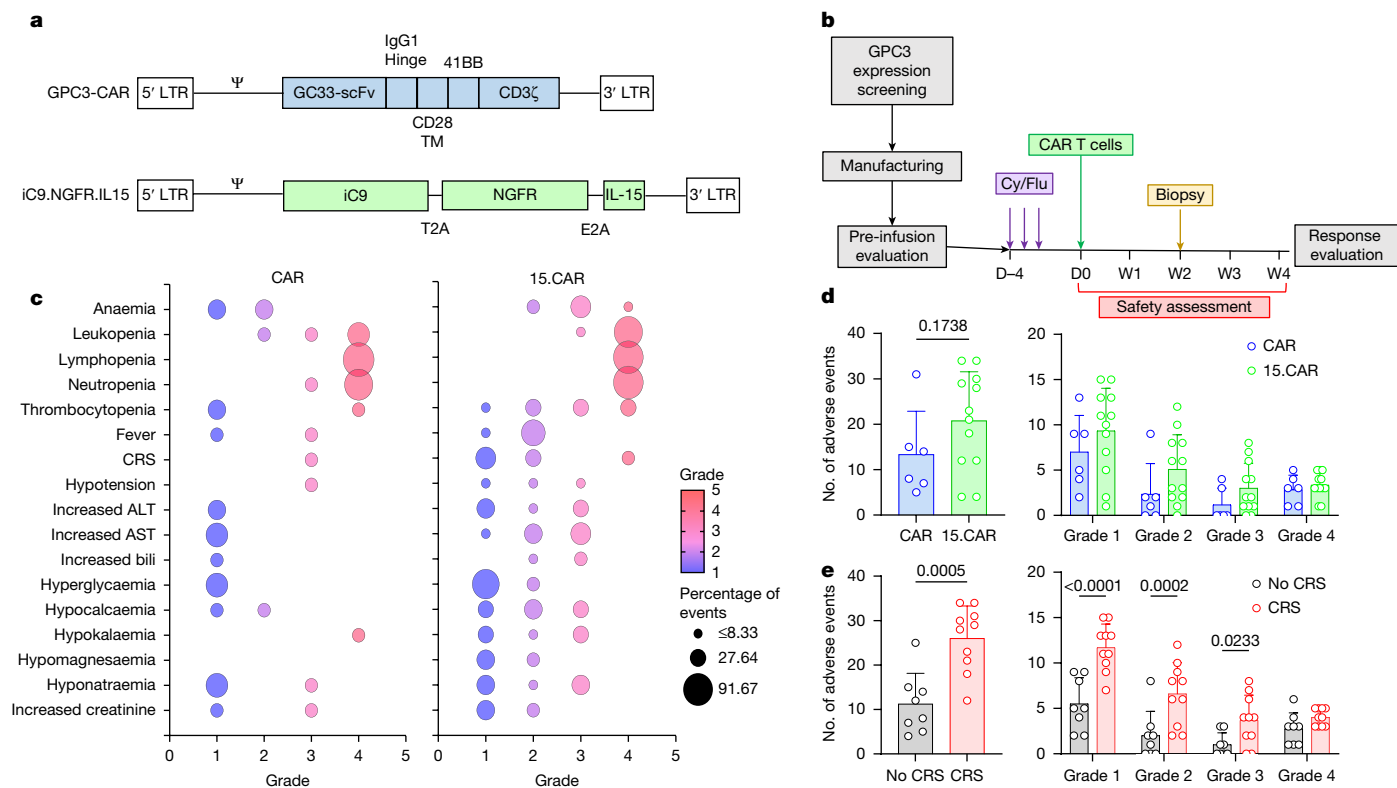 a
IgG1
Hinge
41BB
GPC3-CAR
5′ LTR
Ψ
GC33-scFv
CD3ζ
3′ LTR
CD28
TM
iC9.NGFR.IL15
5′ LTR
Ψ
iC9
NGFR
IL-15
3′ LTR
T2A
E2A
b
GPC3
expression
screening
Manufacturing
Pre-infusion
evaluation
Cy/Flu
CAR T cells
Biopsy
Response
evaluation
D–4
D0
W1
W2
W3
W4
Safety assessment
c
CAR
15.CAR
Anaemia
Leukopenia
Lymphopenia
Neutropenia
Thrombocytopenia
Fever
CRS
Hypotension
Increased ALT
Increased AST
Increased bili
Hyperglycaemia
Hypocalcaemia
Hypokalaemia
Hypomagnesaemia
Hyponatraemia
Increased creatinine
0 1 2 3 4 5
Grade
0 1 2 3 4 5
Grade
Grade
5
4
3
2
1
Percentage of
events
≤8.33
27.64
91.67
d
No. of adverse events
40
30
20
10
0
0.1738
CAR 15.CAR
20
15
10
5
0
CAR
15.CAR
Grade 1 Grade 2 Grade 3 Grade 4
e
No. of adverse events
40
30
20
10
0
0.0005
No CRS CRS
20
15
10
5
0
<0.0001
0.0002
0.0233
No CRS
CRS
Grade 1 Grade 2 Grade 3 Grade 4